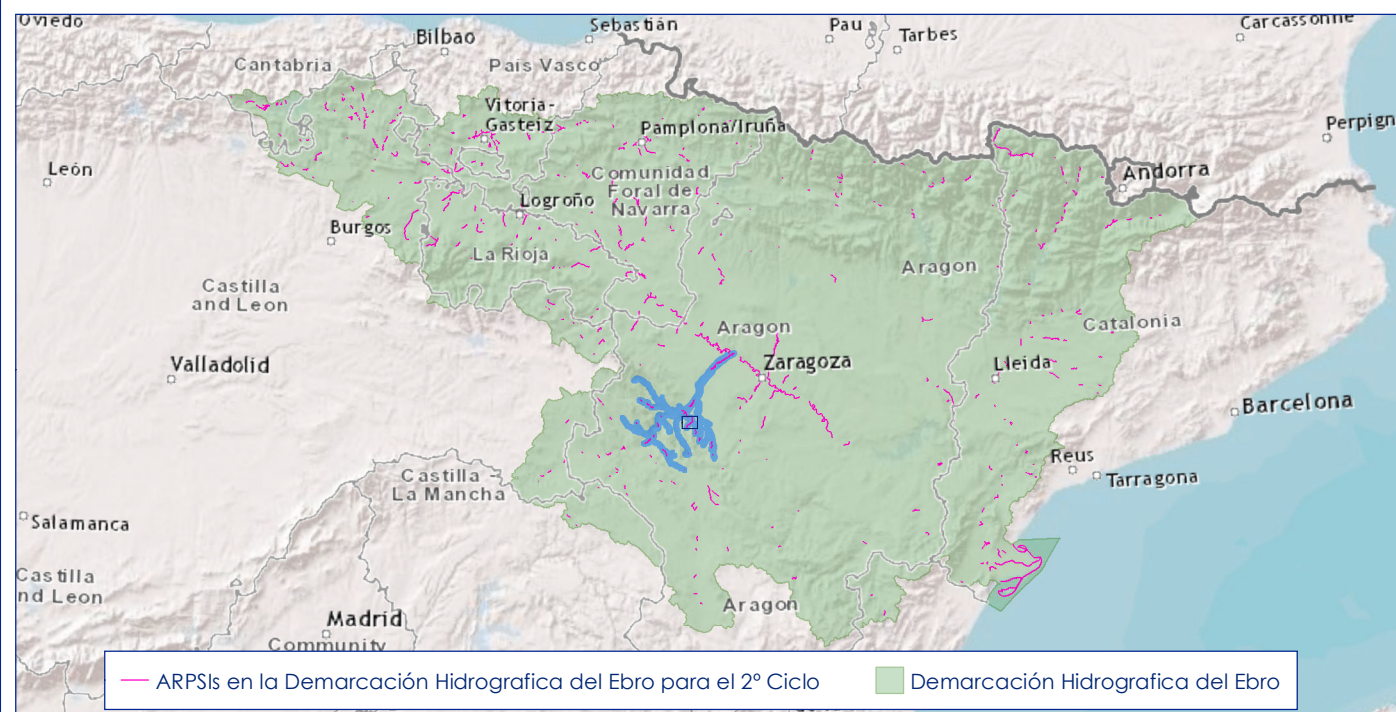 Oviedo
Bilbao
Sebastián
Pau
Tarbes
Carcassonne
Cantabria
País Vasco
Vitoria-
Gasteiz
Pamplona/Iruña
Perpign
León
Comunidad
Foral de
Navarra
Andorra
Logroño
Burgos
La Rioja
Aragon
Castilla
and Leon
Aragon
Catalonia
Valladolid
Zaragoza
Lleida
Barcelona
Reus
Tarragona
Castilla
La Mancha
Salamanca
Castilla
nd Leon
Aragon
Madrid
Community
ARPSIs en la Demarcación Hidrografica del Ebro para el 2º Ciclo
Demarcación Hidrografica del Ebro